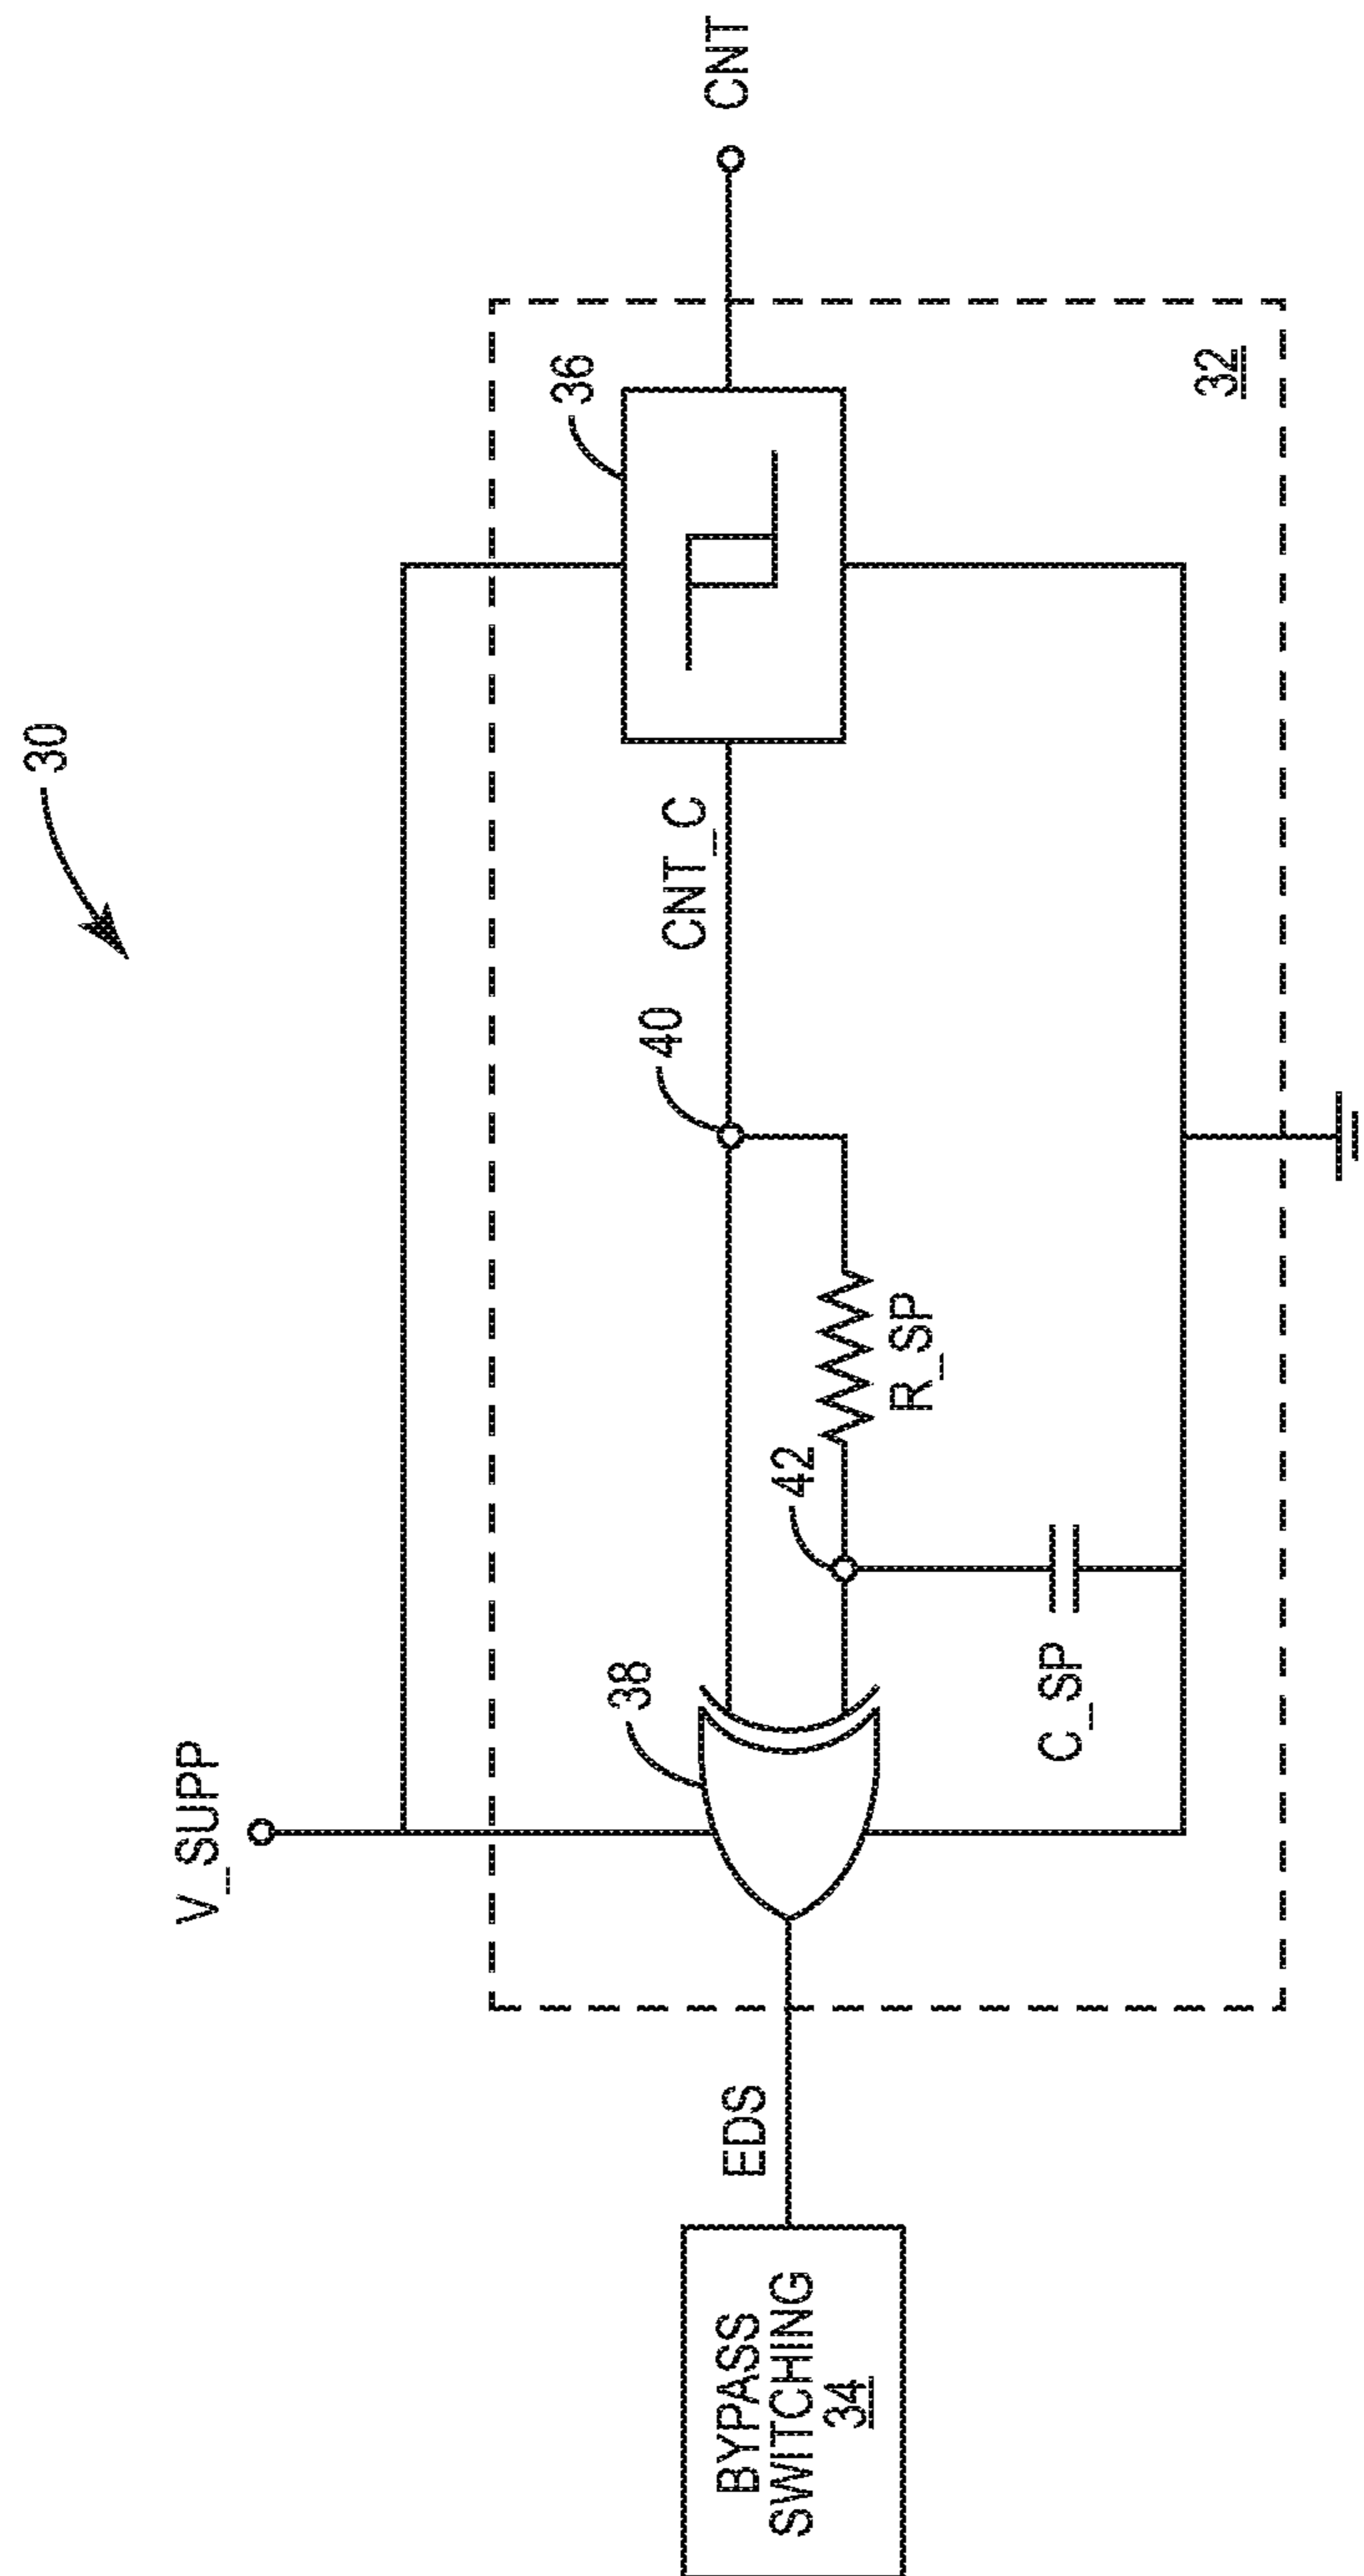 30
V_SUPP
CNT
36
CNT_C
40
38
42
R_SP
C_SP
32
EDS
BYPASS
SWITCHING
34